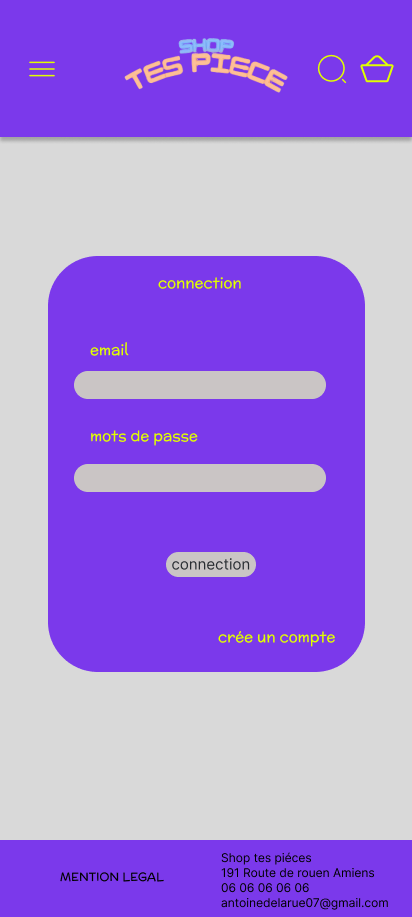 SHOP
TES PIECE
connection
email
mots de passe
connection
crée un compte
MENTION LEGAL
Shop tes piéces
191 Route de rouen Amiens
06 06 06 06 06
antoinedelarue07@gmail.com